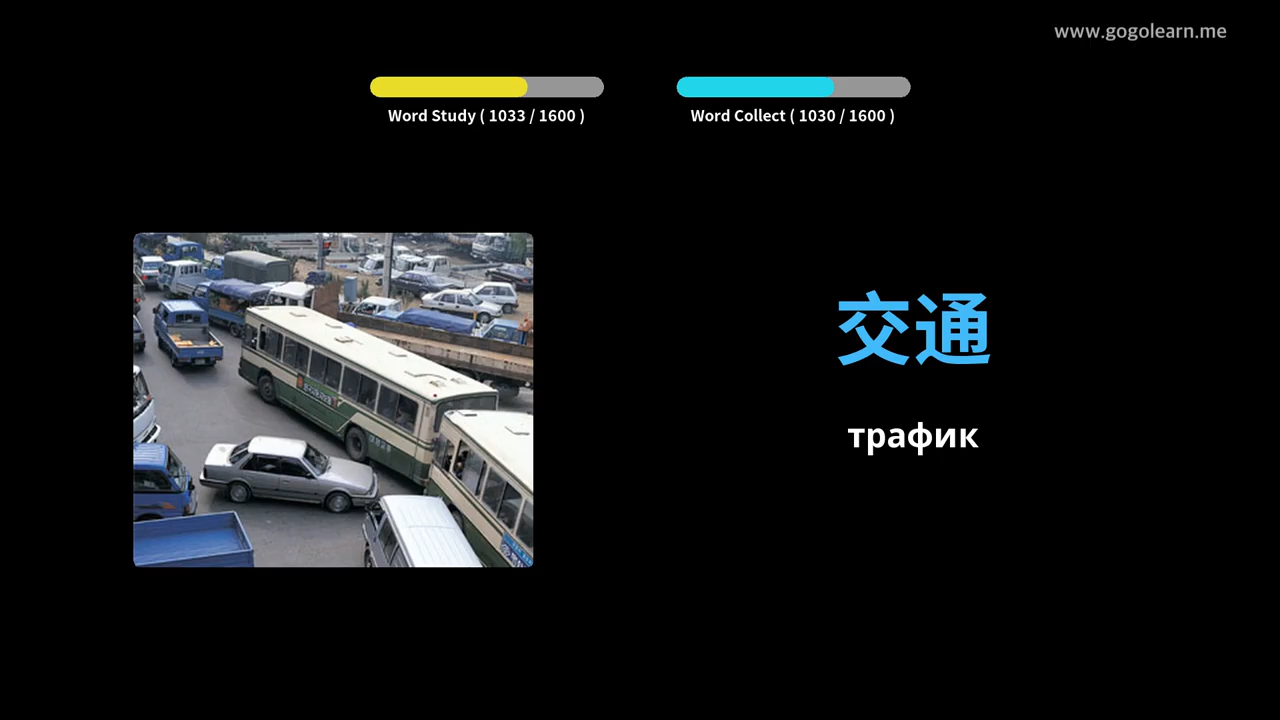 www.gogolearn.me
Word Study ( 1033 / 1600 )
Word Collect ( 1030 / 1600 )
交通
трафик